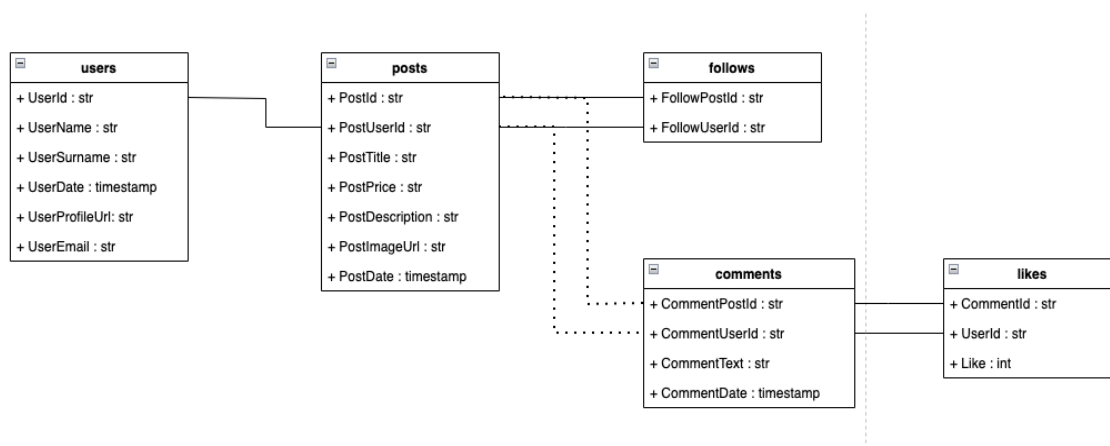 users
+ UserId : str
+ UserName : str
+ UserSurname : str
+ UserDate : timestamp
+ UserProfileUrl: str
+ UserEmail : str
posts
+ PostId : str
+ PostUserId : str
+ PostTitle : str
+ PostPrice : str
+ PostDescription : str
+ PostImageUrl : str
+ PostDate : timestamp
follows
+ FollowPostId : str
+ FollowUserId : str
comments
+ CommentPostId : str
+ CommentUserId : str
+ CommentText : str
+ CommentDate : timestamp
likes
+ CommentId : str
+ UserId : str
+ Like : int